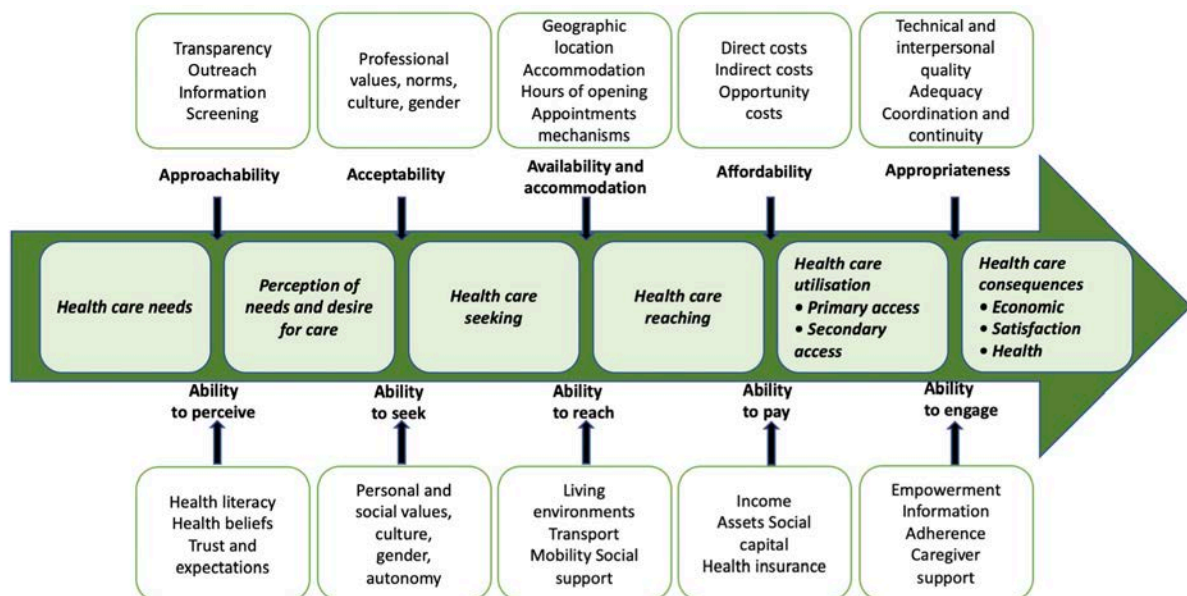 Transparency
Outreach
Information
Screening
Professional
values, norms,
culture, gender
Geographic
location
Accommodation
Hours of opening
Appointments
mechanisms
Direct costs
Indirect costs
Opportunity
costs
Technical and
interpersonal
quality
Adequacy
Coordination and
continuity
Approachability
Acceptability
Availability and
accommodation
Affordability
Appropriateness
Health care needs
Perception of
needs and desire
for care
Health care
seeking
Health care
reaching
Health care
utilisation
• Primary access
• Secondary
access
Health care
consequences
• Economic
• Satisfaction
• Health
Ability
to perceive
Ability
to seek
Ability
to reach
Ability
to pay
Ability
to engage
Health literacy
Health beliefs
Trust and
expectations
Personal and
social values,
culture,
gender,
autonomy
Living
environments
Transport
Mobility Social
support
Income
Assets Social
capital
Health insurance
Empowerment
Information
Adherence
Caregiver
support